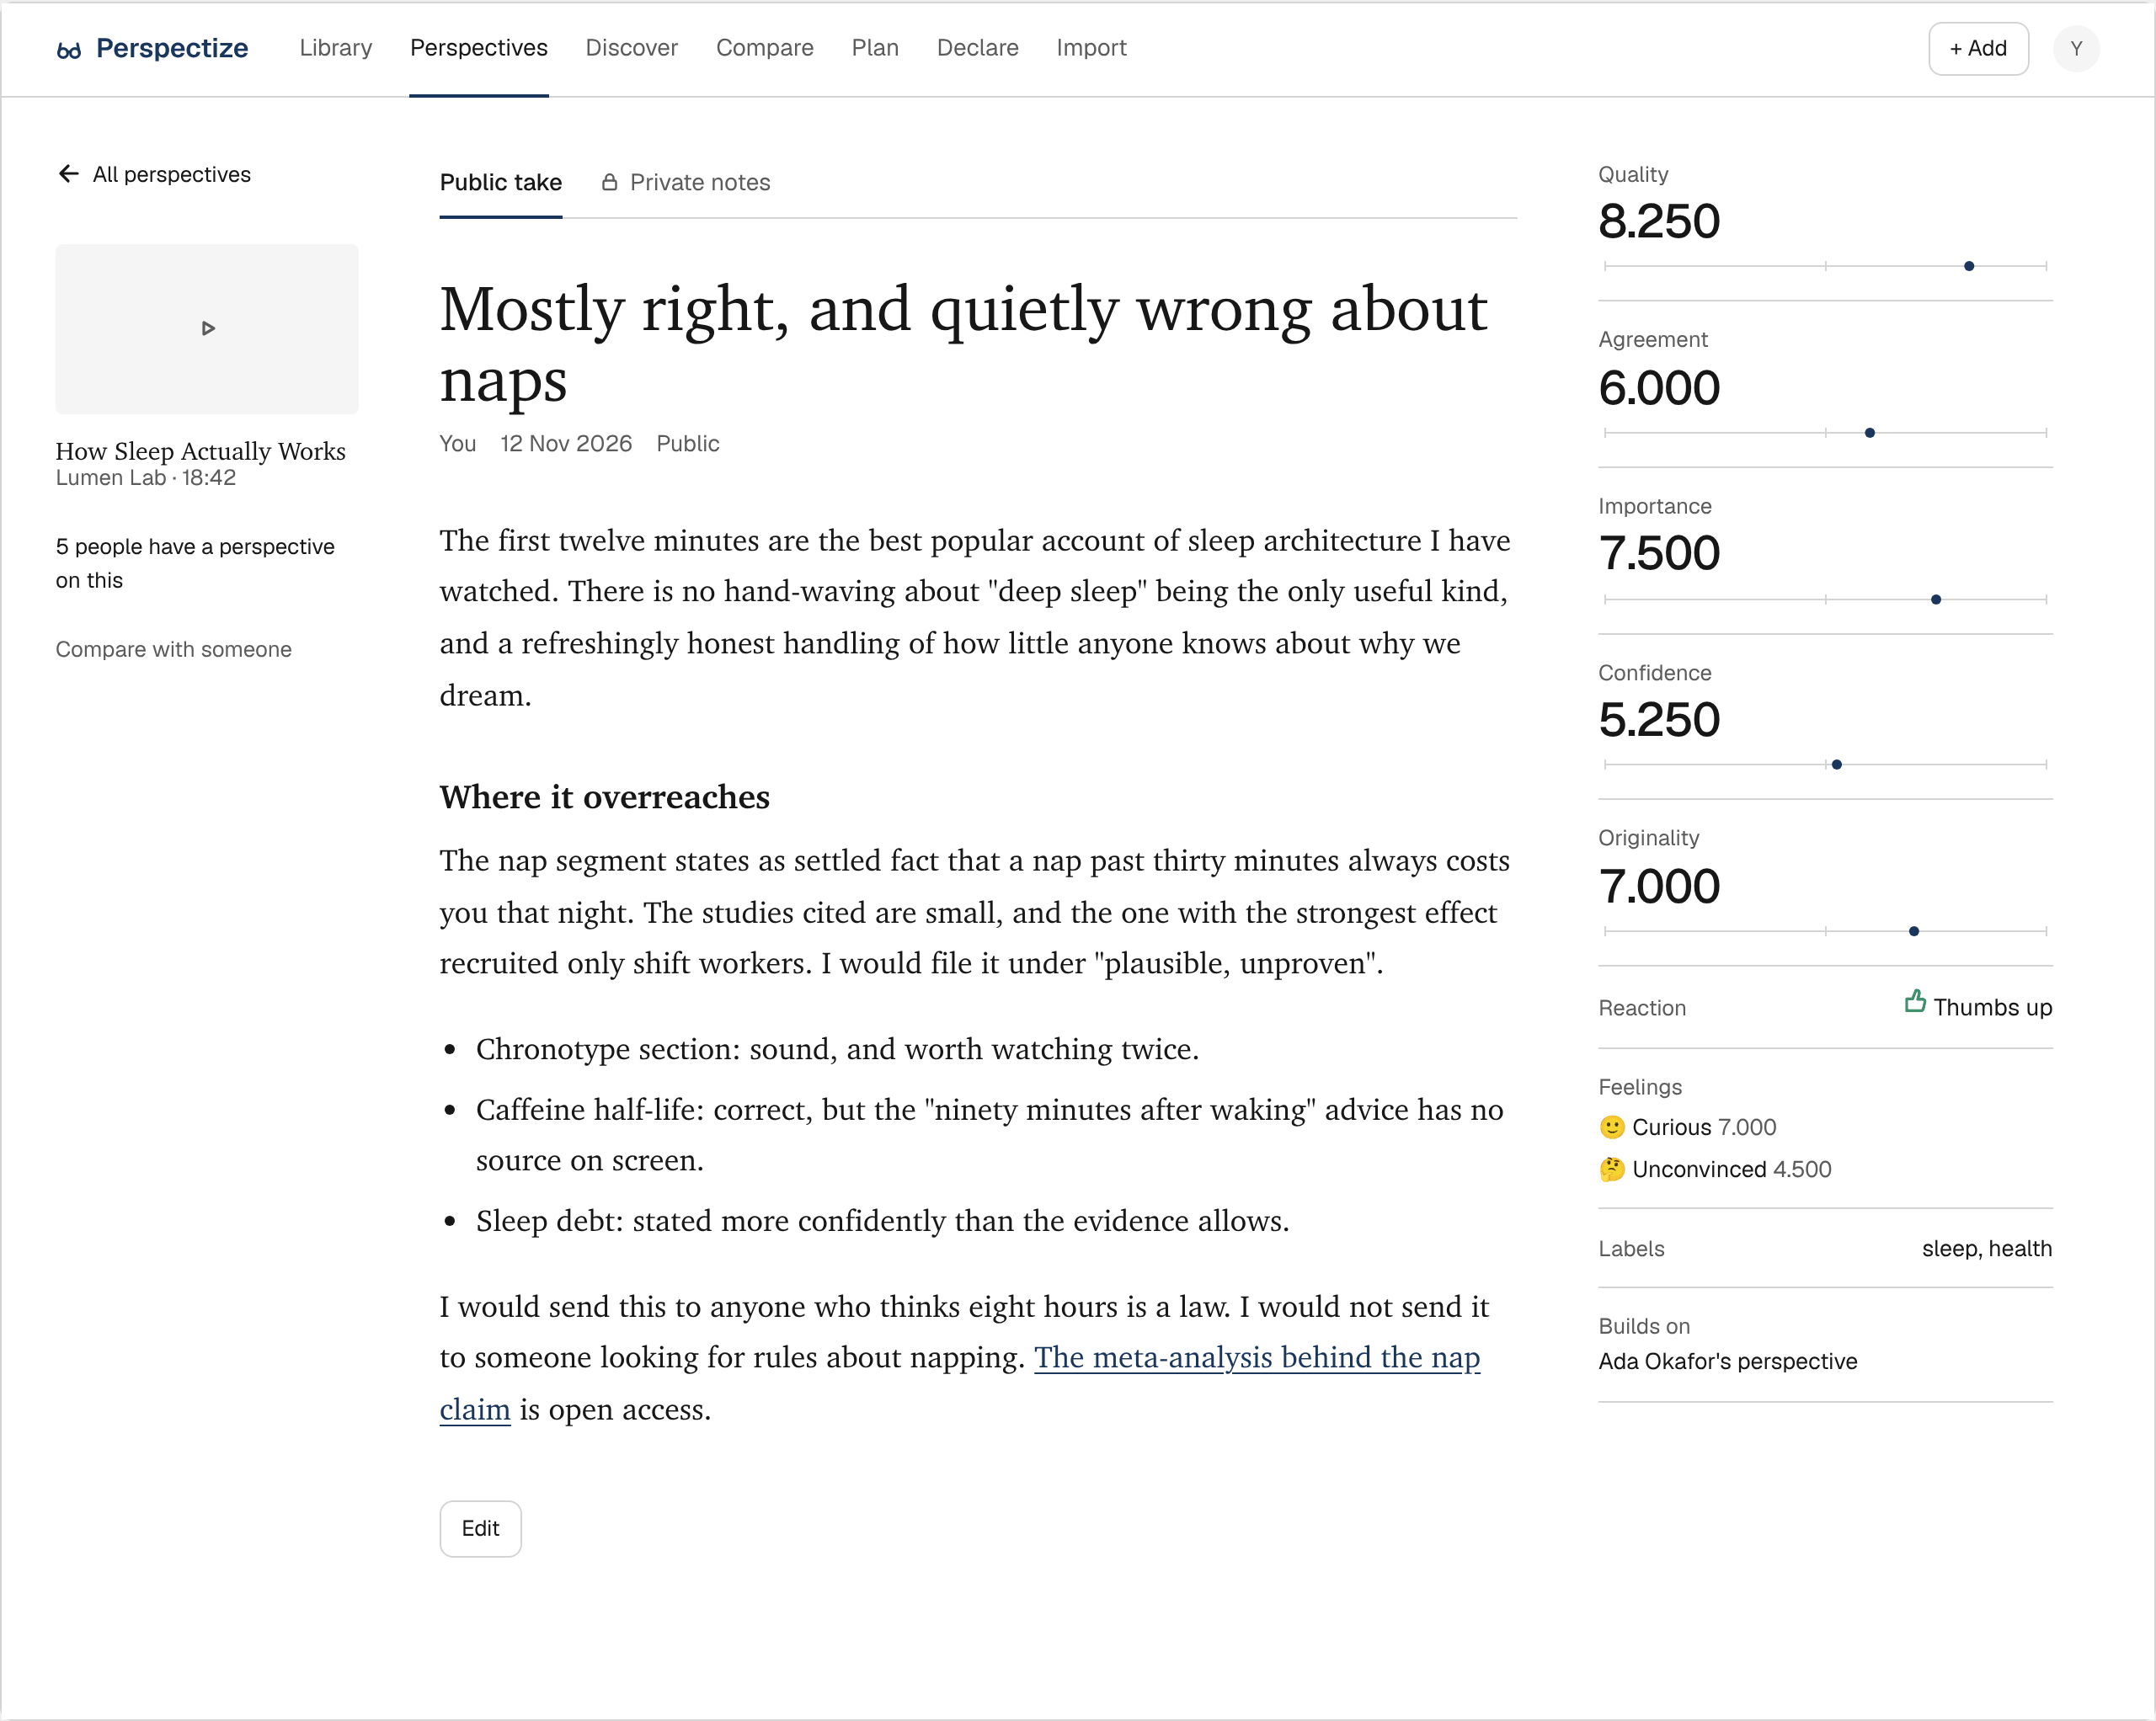 Perspectize
Library
Perspectives
Discover
Compare
Plan
Declare
Import
+ Add
Y
All perspectives
How Sleep Actually Works
Lumen Lab · 18:42
5 people have a perspective
on this
Compare with someone
Public take
Private notes
Mostly right, and quietly wrong about
naps
You 12 Nov 2026 Public
The first twelve minutes are the best popular account of sleep architecture I have
watched. There is no hand-waving about "deep sleep" being the only useful kind,
and a refreshingly honest handling of how little anyone knows about why we
dream.
Where it overreaches
The nap segment states as settled fact that a nap past thirty minutes always costs
you that night. The studies cited are small, and the one with the strongest effect
recruited only shift workers. I would file it under "plausible, unproven".
• Chronotype section: sound, and worth watching twice.
• Caffeine half-life: correct, but the "ninety minutes after waking" advice has no
source on screen.
• Sleep debt: stated more confidently than the evidence allows.
I would send this to anyone who thinks eight hours is a law. I would not send it
to someone looking for rules about napping. The meta-analysis behind the nap
claim is open access.
Edit
Quality
8.250
Agreement
6.000
Importance
7.500
Confidence
5.250
Originality
7.000
Reaction
Thumbs up
Feelings
🙂 Curious 7.000
🤔 Unconvinced 4.500
Labels
sleep, health
Builds on
Ada Okafor's perspective